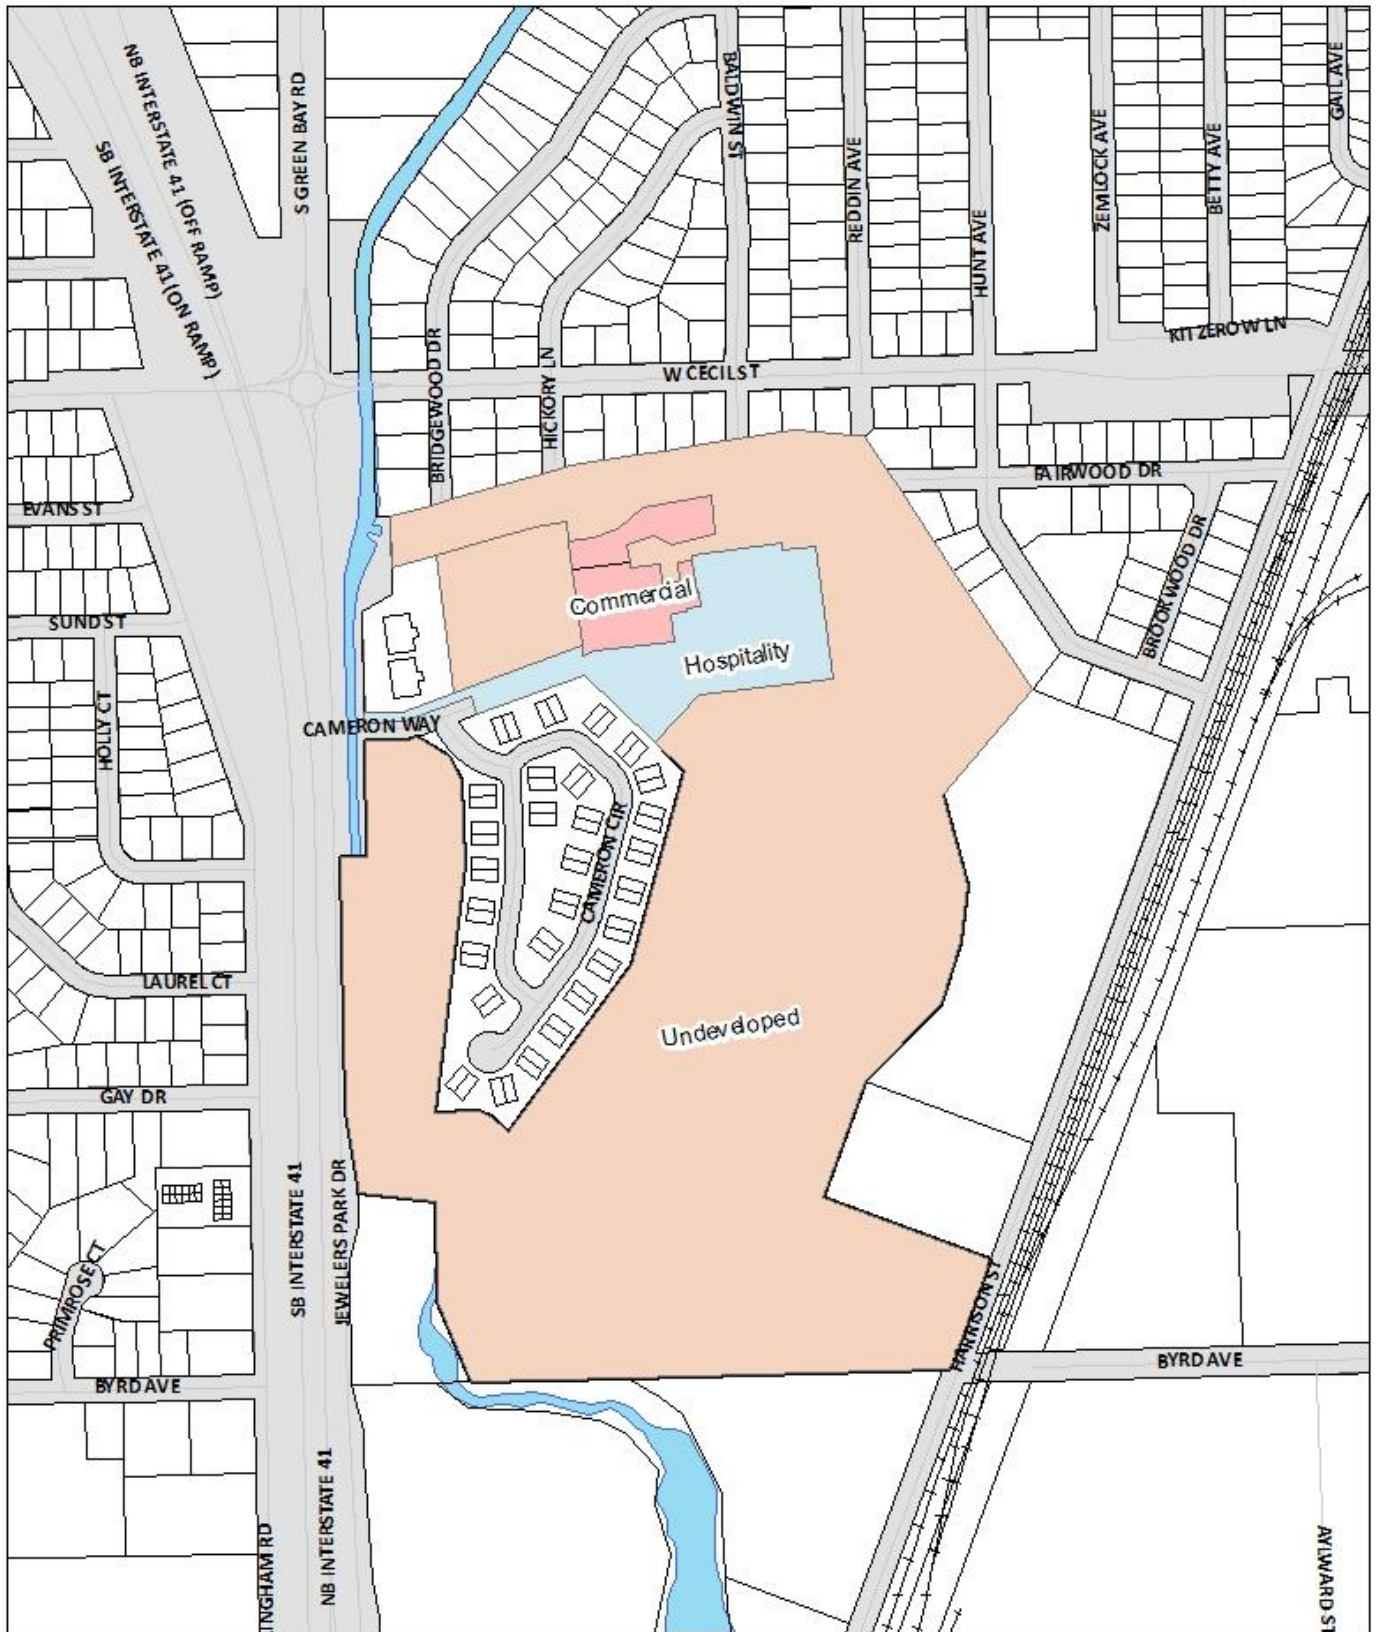 NB INTERSTATE 41 (OFF RAMP)
SB INTERSTATE 41 (ON RAMP)
S GREEN BAY RD
BALDWIN ST
REDDIN AVE
HUNT AVE
ZEMLOCK AVE
BETTY AVE
GAIL AVE
KITZEROW LN
W CECIL ST
BRIDGEWOOD DR
HICKORY LN
FAIRWOOD DR
BROOKWOOD DR
EVANS ST
SUND ST
HOLLY CT
Commercial
Hospitality
CAMERON WAY
CAMERON CIR
LAUREL CT
Undeveloped
GAY DR
SB INTERSTATE 41
JEWELERS PARK DR
PRIMROSE CT
HARRISON ST
BYRD AVE
BYRD AVE
NB INTERSTATE 41
INGHAM RD
AYLWARD ST